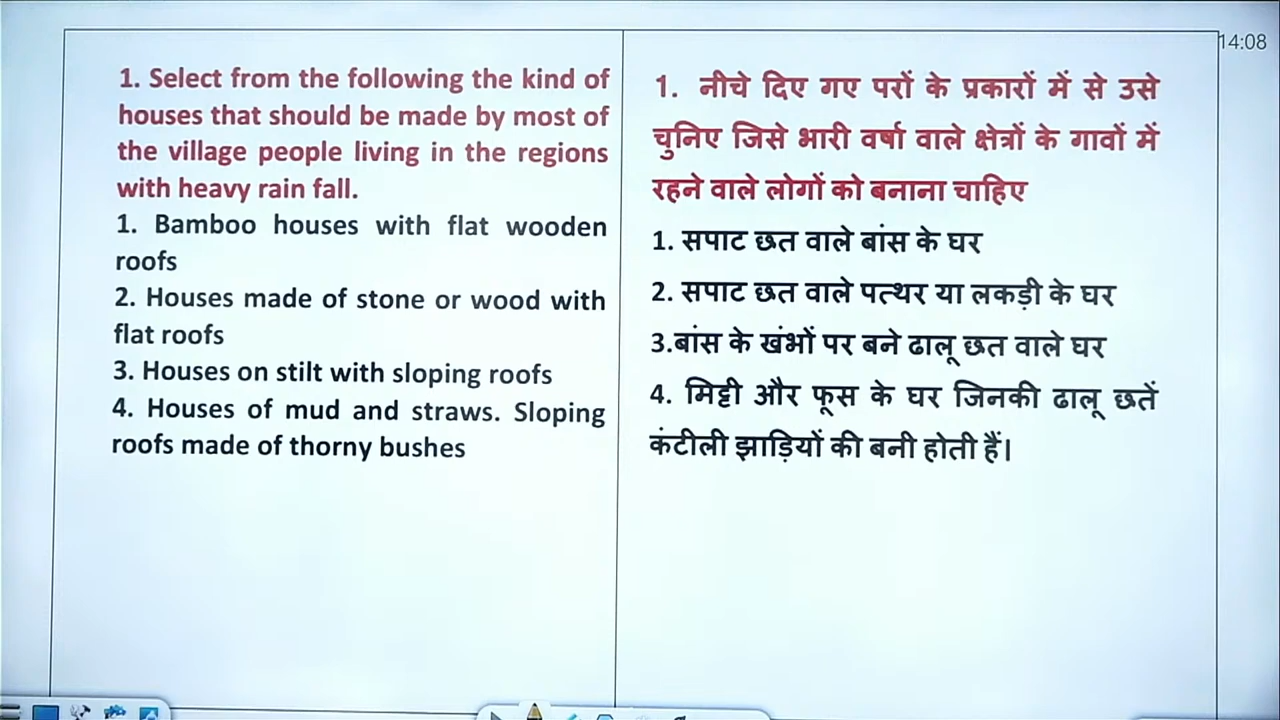 14:08
1. Select from the following the kind of
houses that should be made by most of
the village people living in the regions
with heavy rain fall.
1. Bamboo houses with flat wooden
roofs
2. Houses made of stone or wood with
flat roofs
3. Houses on stilt with sloping roofs
4. Houses of mud and straws. Sloping
roofs made of thorny bushes
1. नीचे दिए गए परों के प्रकारों में से उसे
चुनिए जिसे भारी वर्षा वाले क्षेत्रों के गावों में
रहने वाले लोगों को बनाना चाहिए
1. सपाट छत वाले बांस के घर
2. सपाट छत वाले पत्थर या लकड़ी के घर
3.बांस के खंभों पर बने ढालू छत वाले घर
4. मिट्टी और फूस के घर जिनकी ढालू छतें
कंटीली झाड़ियों की बनी होती हैं।